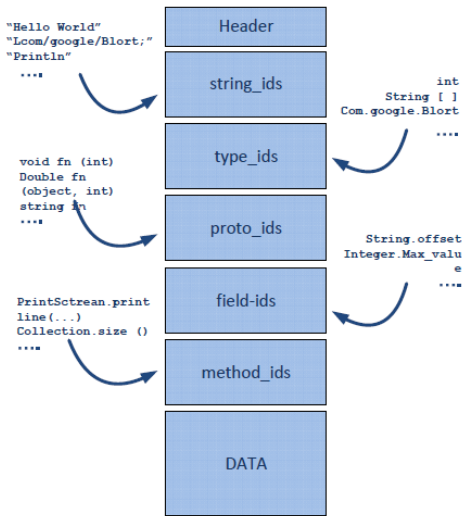 Header
“Hello World”
“Lcom/google/Blort;”
“Println”
….
string_ids
int
String [ ]
Com.google.Blort
….
type_ids
void fn (int)
Double fn
(object, int)
string fn
….
proto_ids
String.offset
Integer.Max_valu
e
….
field-ids
PrintSctrean.print
line(...)
Collection.size ()
….
method_ids
DATA